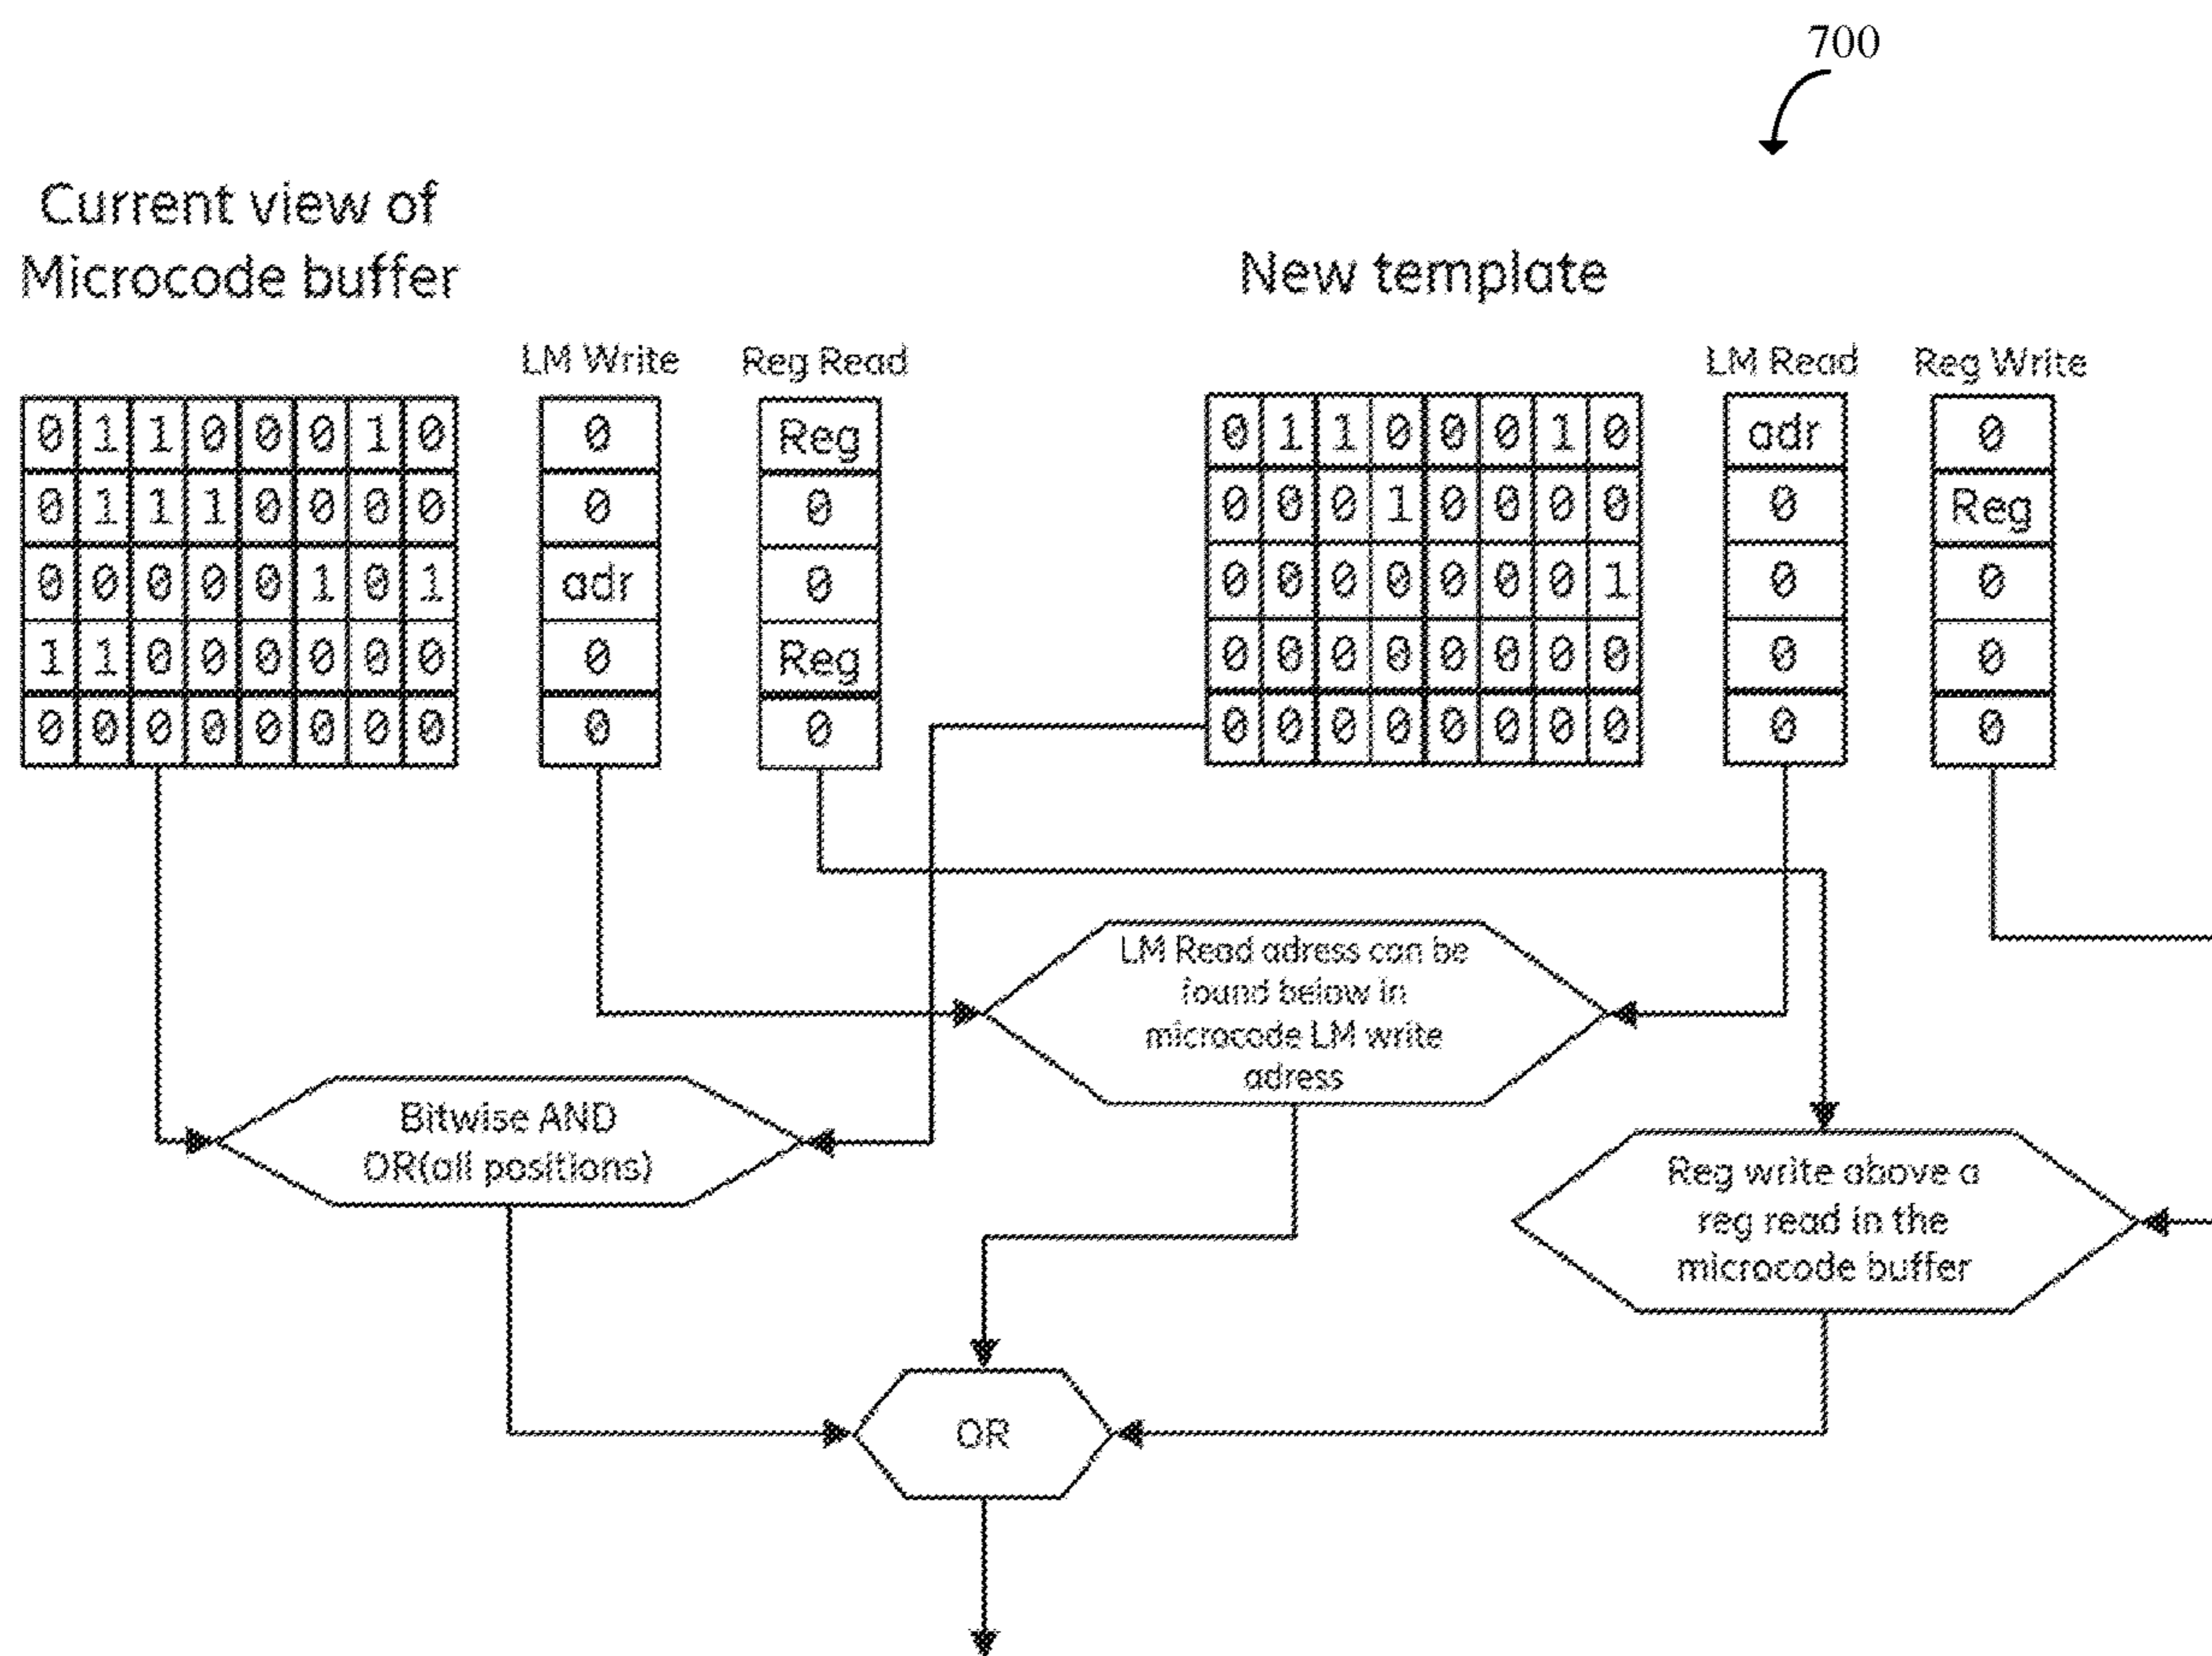 700
Current view of
Microcode buffer
New template
LM Write
Reg Read
LM Read
Reg Write
0 1 1 0 0 0 1 0
0 1 1 1 0 0 0 0
0 0 0 0 0 1 0 1
1 1 0 0 0 0 0 0
0 0 0 0 0 0 0 0
0
0
adr
0
0
Reg
0
0
Reg
0
0 1 1 0 0 0 1 0
0 0 0 1 0 0 0 0
0 0 0 0 0 0 0 1
0 0 0 0 0 0 0 0
0 0 0 0 0 0 0 0
adr
0
0
0
0
0
Reg
0
0
0
LM Read adress can be
found below in
microcode LM write
adress
Bitwise AND
OR(all positions)
Reg write above a
reg read in the
microcode buffer
OR